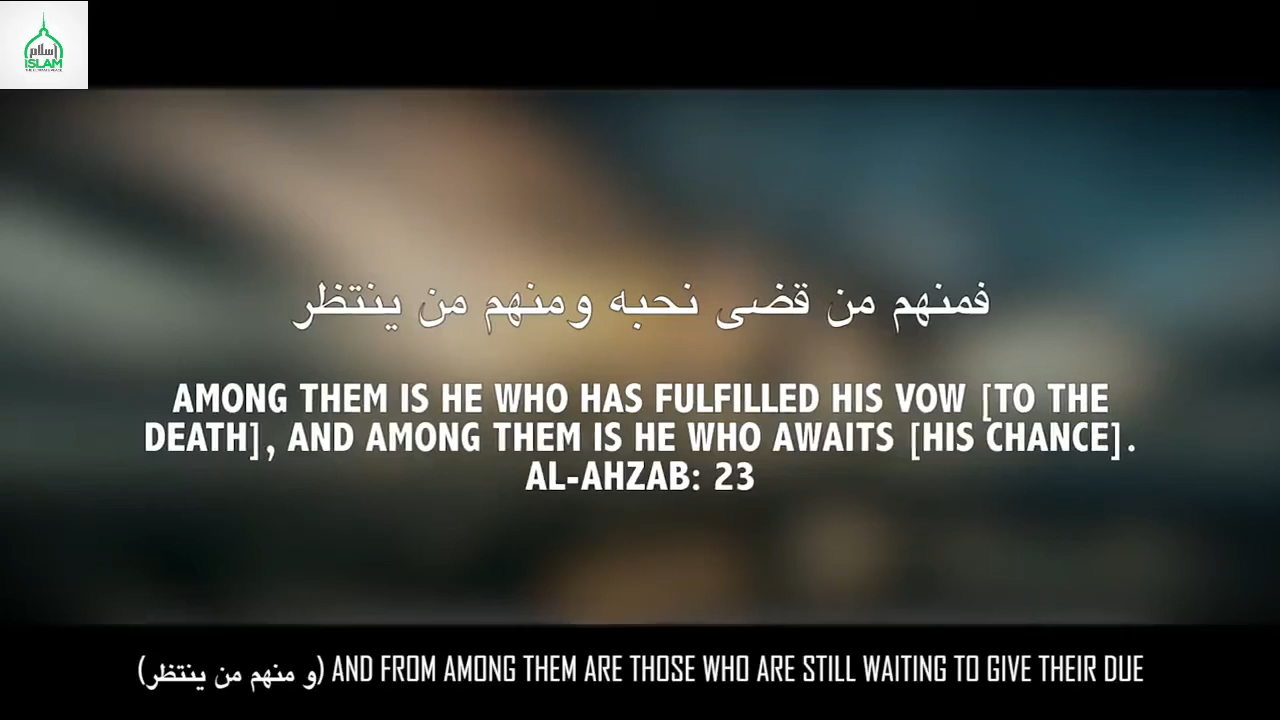 إسلام
ISLAM
فمنهم من قضى نحبه ومنهم من ينتظر
AMONG THEM IS HE WHO HAS FULFILLED HIS VOW [TO THE
DEATH], AND AMONG THEM IS HE WHO AWAITS [HIS CHANCE].
AL-AHZAB: 23
(و منهم من ينتظر) AND FROM AMONG THEM ARE THOSE WHO ARE STILL WAITING TO GIVE THEIR DUE